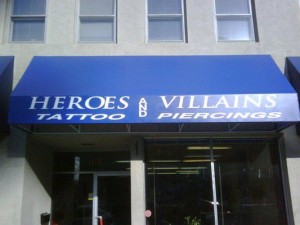 HEROES AND VILLAINS
TATTOO PIERCINGS